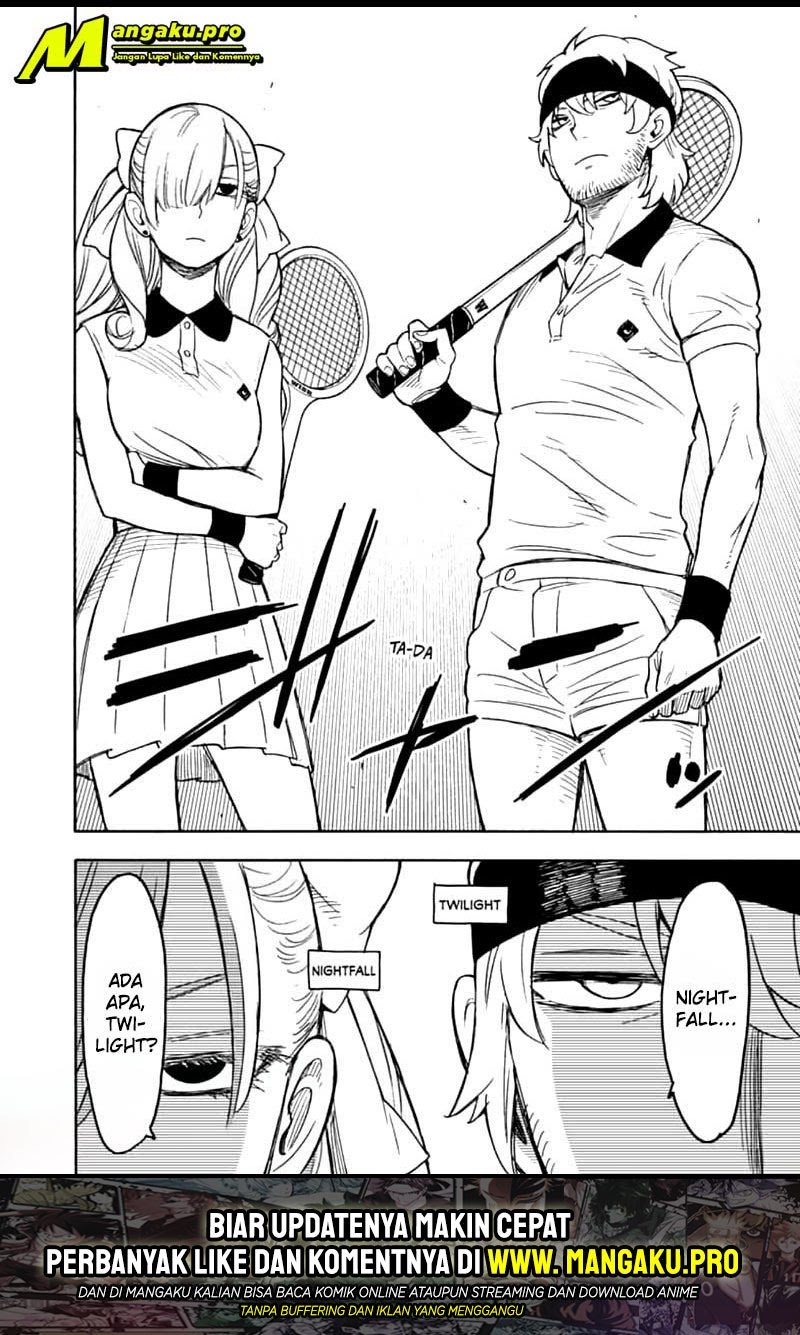 Mangaku.pro
Jangan Lupa Like dan Komennya
TA-DA
NIGHT-
FALL...
TWILIGHT
NIGHTFALL
ADA
APA,
TWI-
LIGHT?
BIAR UPDATENYA MAKIN CEPAT
PERBANYAK LIKE DAN KOMENTNYA DI WWW. MANGAKU.PRO
DAN DI MANGAKU KALIAN BISA BACA KOMIK ONLINE ATAUPUN STREAMING DAN DOWNLOAD ANIME
TANPA BUFFERING DAN IKLAN YANG MENGGANGU